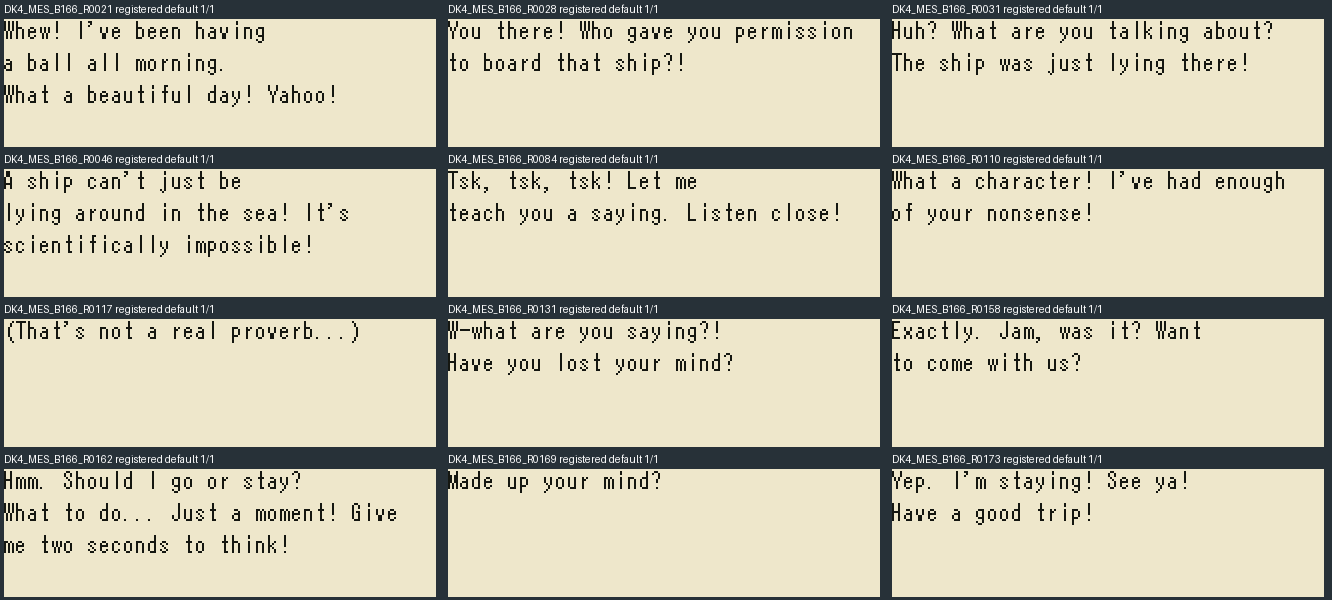 DK4_MES_B166_R0021 registered default 1/1
Whew! I've been having
a ball all morning.
What a beautiful day! Yahoo!
DK4_MES_B166_R0028 registered default 1/1
You there! Who gave you permission
to board that ship?!
DK4_MES_B166_R0031 registered default 1/1
Huh? What are you talking about?
The ship was just lying there!
DK4_MES_B166_R0046 registered default 1/1
A ship can't just be
lying around in the sea! It's
scientifically impossible!
DK4_MES_B166_R0084 registered default 1/1
Tsk, tsk, tsk! Let me
teach you a saying. Listen close!
DK4_MES_B166_R0110 registered default 1/1
What a character! I've had enough
of your nonsense!
DK4_MES_B166_R0117 registered default 1/1
(That's not a real proverb...)
DK4_MES_B166_R0131 registered default 1/1
W-what are you saying?!
Have you lost your mind?
DK4_MES_B166_R0158 registered default 1/1
Exactly. Jam, was it? Want
to come with us?
DK4_MES_B166_R0162 registered default 1/1
Hmm. Should I go or stay?
What to do... Just a moment! Give
me two seconds to think!
DK4_MES_B166_R0169 registered default 1/1
Made up your mind?
DK4_MES_B166_R0173 registered default 1/1
Yep. I'm staying! See ya!
Have a good trip!